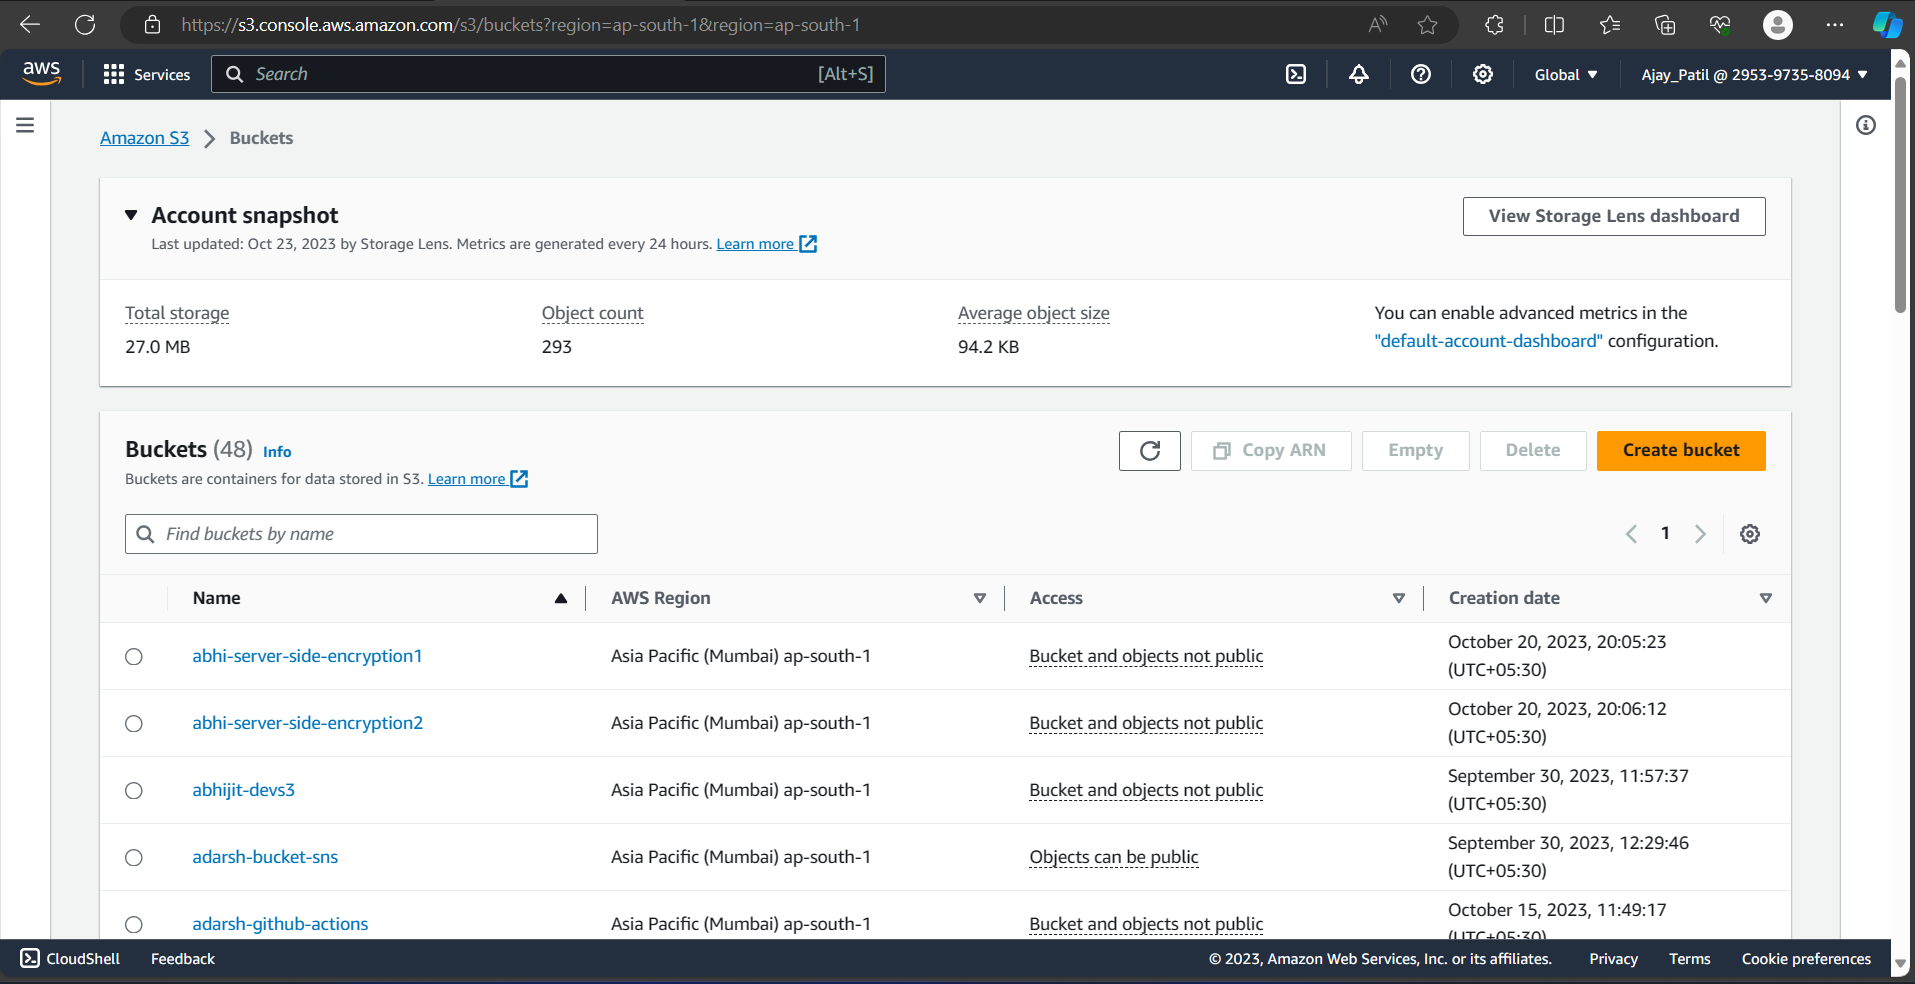 https://s3.console.aws.amazon.com/s3/buckets?region=ap-south-1&region=ap-south-1
aws
Services
Search
[Alt+S]
Global
Ajay_Patil @ 2953-9735-8094
Amazon S3
Buckets
Account snapshot
View Storage Lens dashboard
Last updated: Oct 23, 2023 by Storage Lens. Metrics are generated every 24 hours. Learn more
Total storage
27.0 MB
Object count
293
Average object size
94.2 KB
You can enable advanced metrics in the
"default-account-dashboard" configuration.
Buckets (48) Info
Buckets are containers for data stored in S3. Learn more
Copy ARN
Empty
Delete
Create bucket
Find buckets by name
1
Name
AWS Region
Access
Creation date
abhi-server-side-encryption1
Asia Pacific (Mumbai) ap-south-1
Bucket and objects not public
October 20, 2023, 20:05:23
(UTC+05:30)
abhi-server-side-encryption2
Asia Pacific (Mumbai) ap-south-1
Bucket and objects not public
October 20, 2023, 20:06:12
(UTC+05:30)
abhijit-devs3
Asia Pacific (Mumbai) ap-south-1
Bucket and objects not public
September 30, 2023, 11:57:37
(UTC+05:30)
adarsh-bucket-sns
Asia Pacific (Mumbai) ap-south-1
Objects can be public
September 30, 2023, 12:29:46
(UTC+05:30)
adarsh-github-actions
Asia Pacific (Mumbai) ap-south-1
Bucket and objects not public
October 15, 2023, 11:49:17
(UTC+05:30)
CloudShell
Feedback
© 2023, Amazon Web Services, Inc. or its affiliates.
Privacy
Terms
Cookie preferences